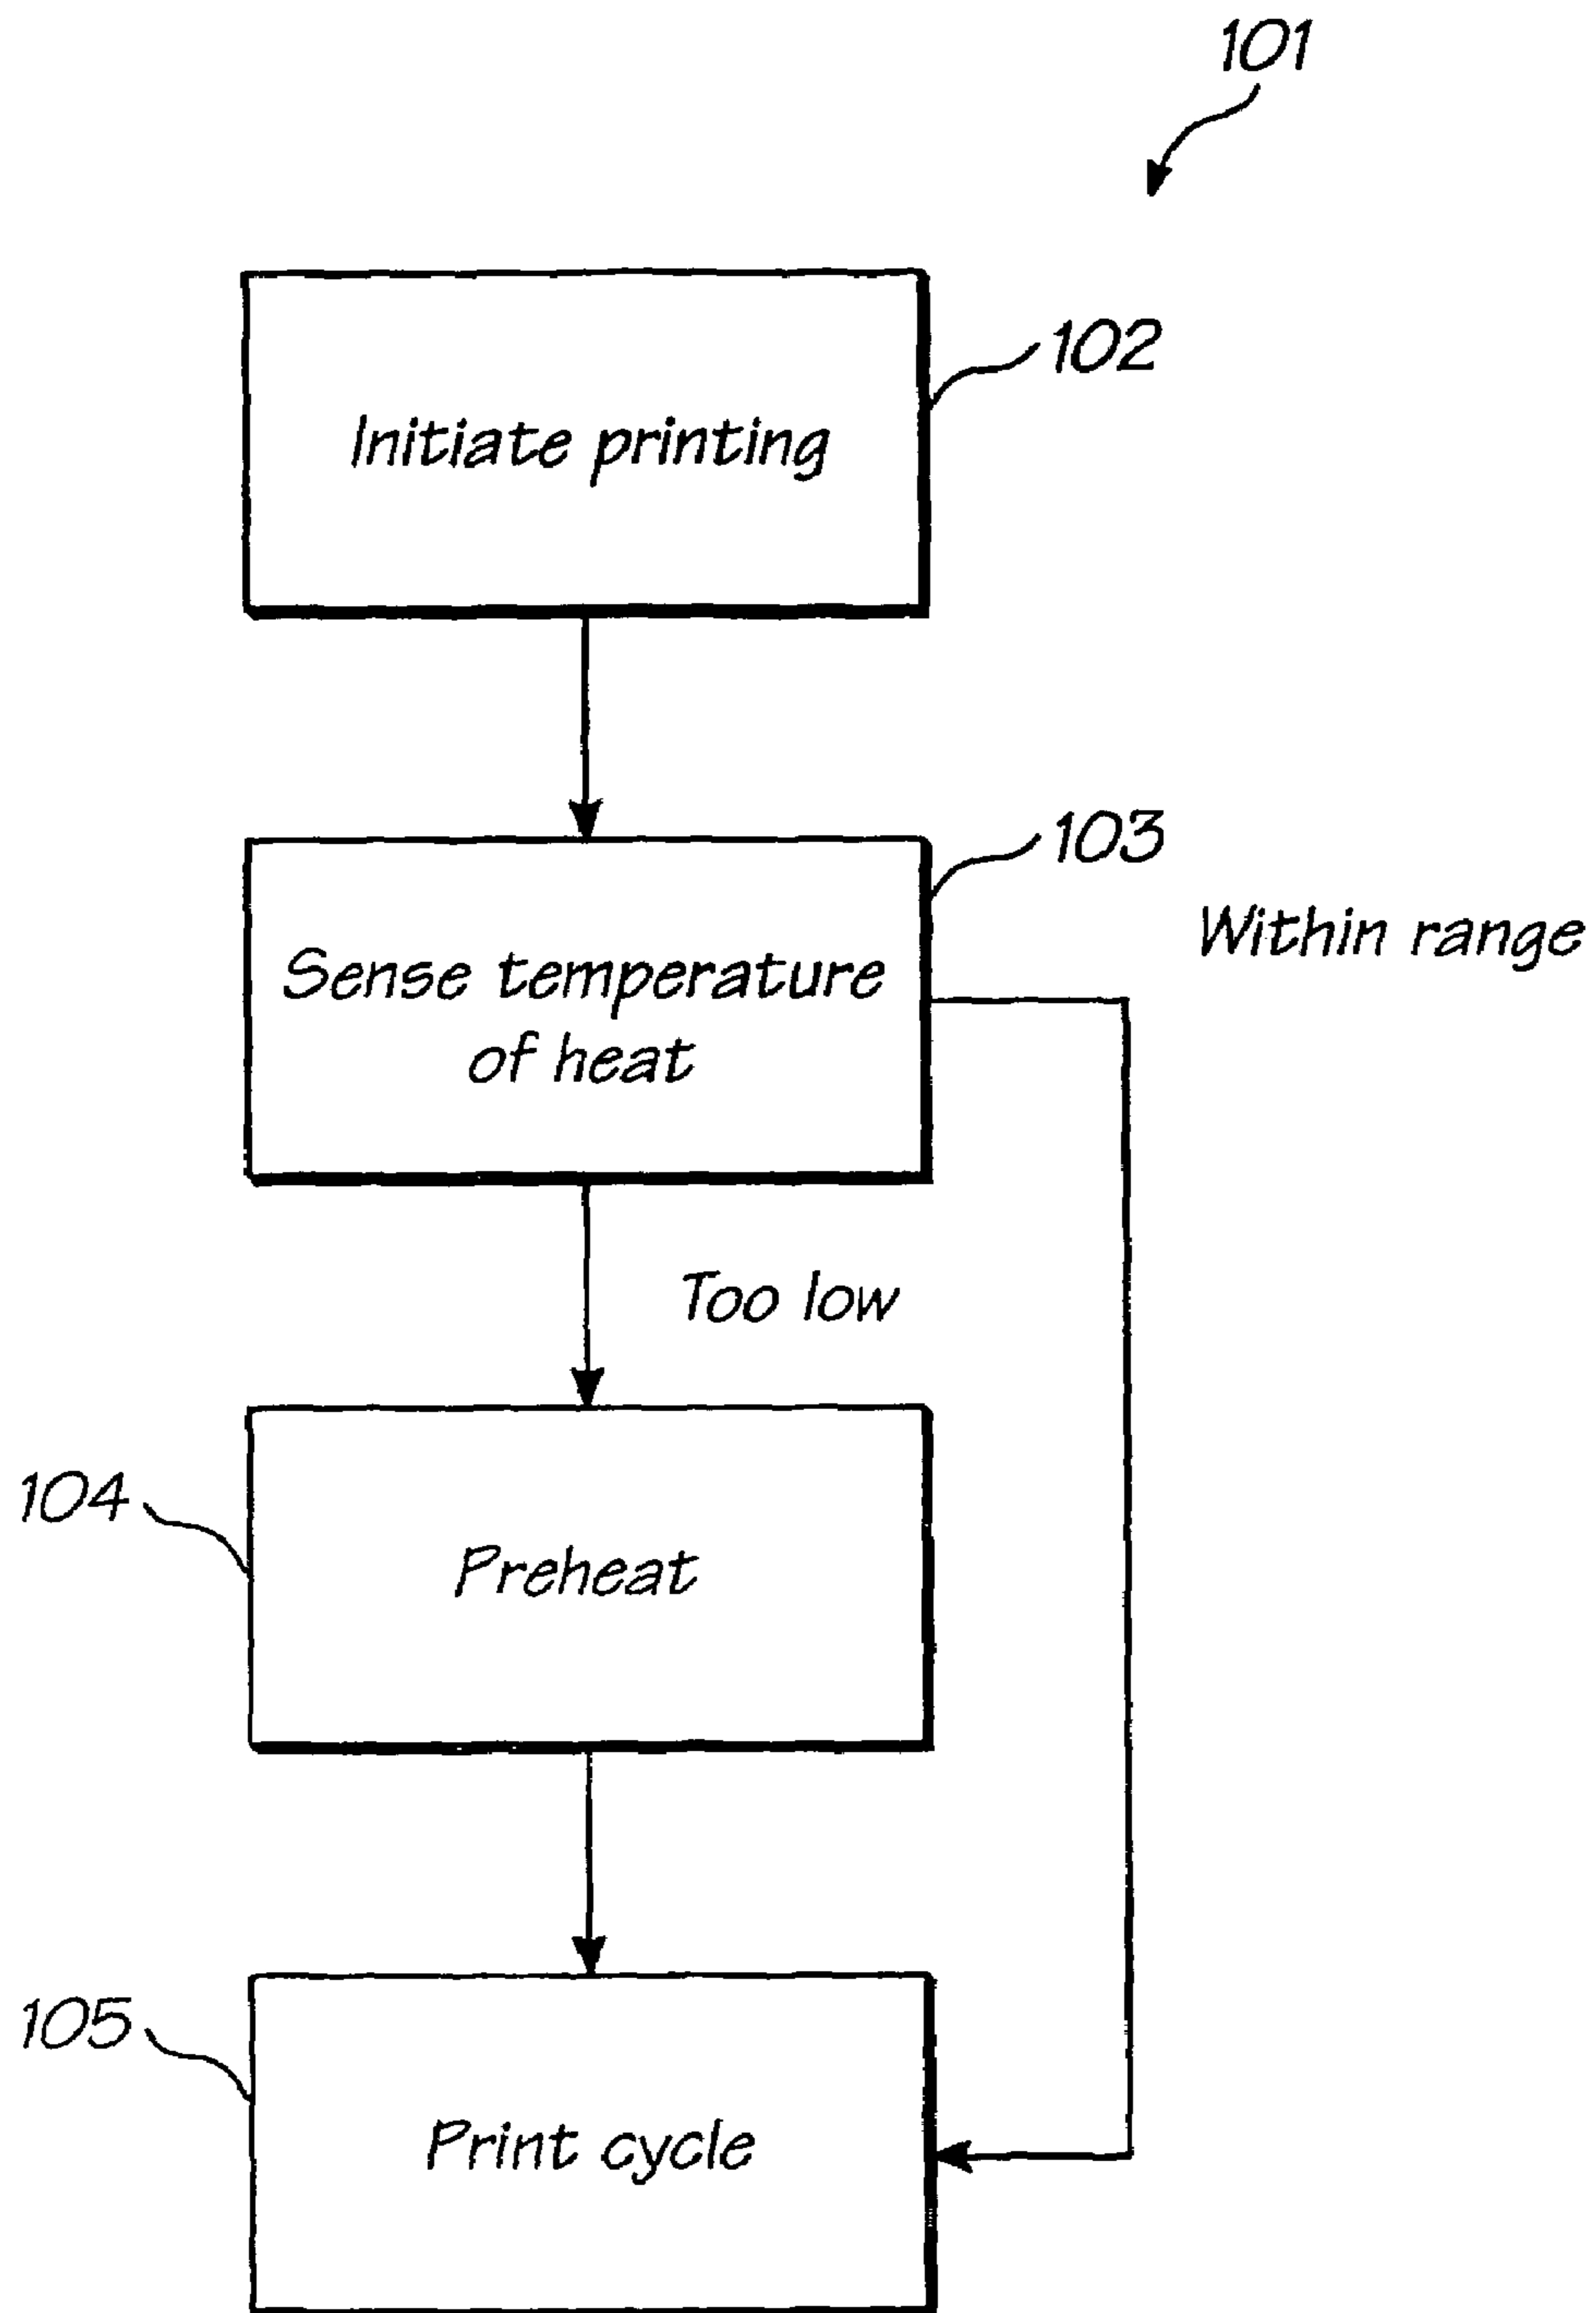 101
Initiate printing
102
Sense temperature
of heat
103
Within range
Too low
104
Preheat
105
Print cycle